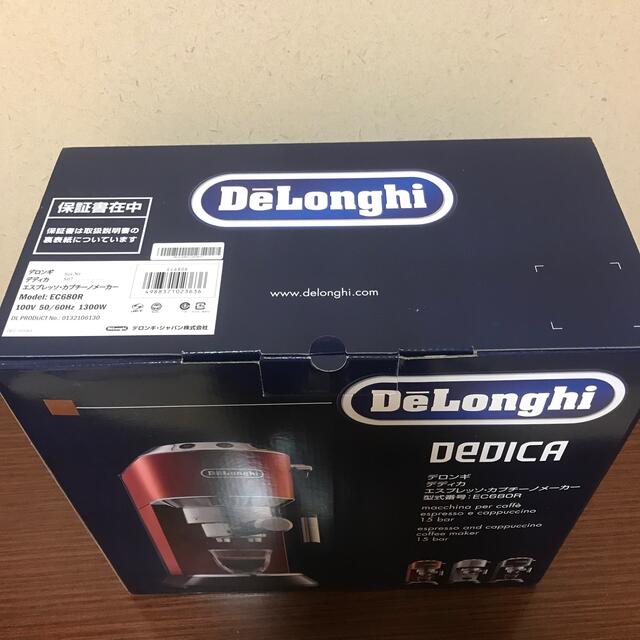 DēLonghi
保証書在中
保証書は取扱説明書の
裏表紙についています
デロンギ
デディカ
エスプレッソ・カプチーノメーカー
Model: EC680R
100V 50/60Hz 1300W
DL PRODUCT No.: 0132106130
EC680R
4988371023636
DēLonghi デロンギ・ジャパン株式会社
www.delonghi.com
DēLonghi
DEDICA
デロンギ
デディカ
エスプレッソ・カプチーノメーカー
型式番号：EC680R
macchina per caffè
espresso e cappuccino
15 bar
espresso and cappuccino
coffee maker
15 bar
DēLonghi